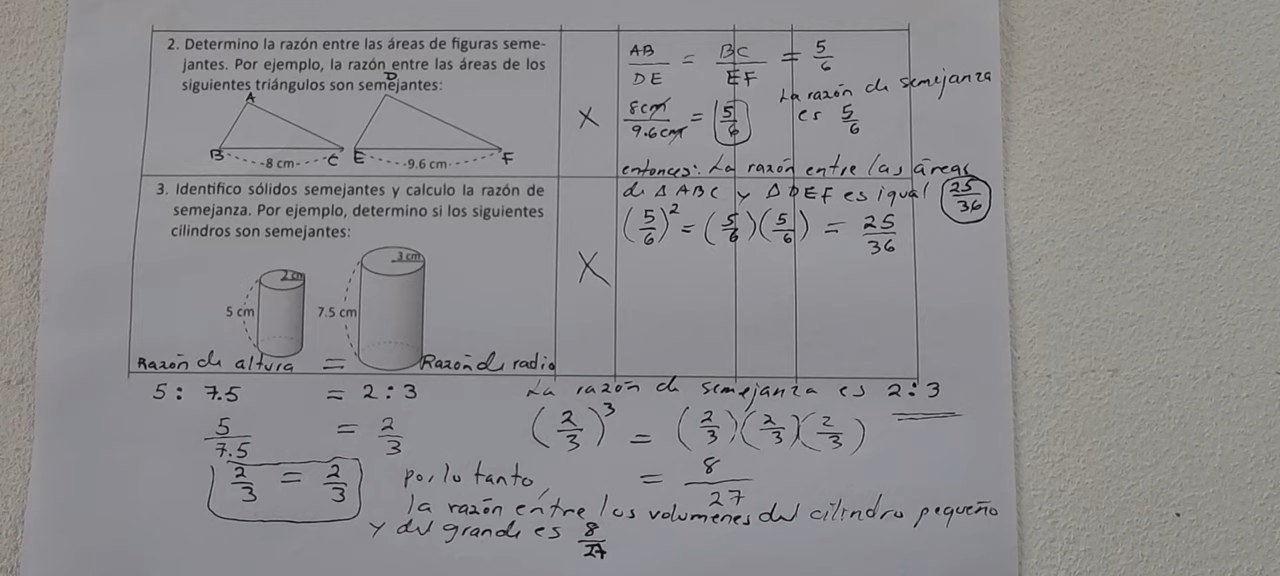 2. Determino la razón entre las áreas de figuras seme-
jantes. Por ejemplo, la razón entre las áreas de los
siguientes triángulos son semejantes:
A
D
B
8 cm
C
E
9.6 cm
F
X
AB/DE = BC/EF = 5/6
8cm/9.6cm = 5/6
La razón de semejanza
es 5/6
entonces: La razón entre las áreas
de Δ ABC y Δ DEF es igual 25/36
(5/6)² = (5/6)(5/6) = 25/36
3. Identifico sólidos semejantes y calculo la razón de
semejanza. Por ejemplo, determino si los siguientes
cilindros son semejantes:
2 cm
3 cm
5 cm
7.5 cm
X
Razón de altura = Razón de radio
5 : 7.5 = 2 : 3
5/7.5 = 2/3
2/3 = 2/3
La razón de semejanza es 2:3
(2/3)³ = (2/3)(2/3)(2/3)
= 8/27
por lo tanto,
la razón entre los volumenes del cilindro pequeño
y del grande es 8/27